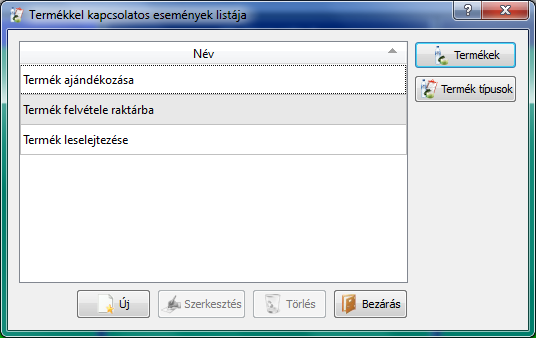 Termékkel kapcsolatos események listája
?
Név
Termék ajándékozása
Termék felvétele raktárba
Termék leselejtezése
Termékek
Termék típusok
Új
Szerkesztés
Törlés
Bezárás